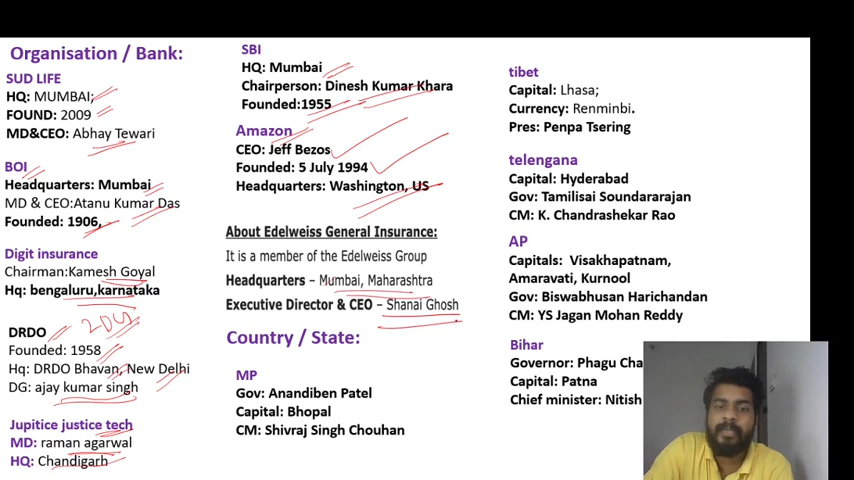 Organisation / Bank:
SUD LIFE
HQ: MUMBAI;
FOUND: 2009
MD&CEO: Abhay Tewari
BOI
Headquarters: Mumbai
MD & CEO:Atanu Kumar Das
Founded: 1906,
Digit insurance
Chairman:Kamesh Goyal
Hq: bengaluru,karnataka
DRDO
Founded: 1958
Hq: DRDO Bhavan, New Delhi
DG: ajay kumar singh
Jupitice justice tech
MD: raman agarwal
HQ: Chandigarh
SBI
HQ: Mumbai
Chairperson: Dinesh Kumar Khara
Founded:1955
Amazon
CEO: Jeff Bezos
Founded: 5 July 1994
Headquarters: Washington, US
About Edelweiss General Insurance:
It is a member of the Edelweiss Group
Headquarters – Mumbai, Maharashtra
Executive Director & CEO – Shanai Ghosh
Country / State:
MP
Gov: Anandiben Patel
Capital: Bhopal
CM: Shivraj Singh Chouhan
tibet
Capital: Lhasa;
Currency: Renminbi.
Pres: Penpa Tsering
telengana
Capital: Hyderabad
Gov: Tamilisai Soundararajan
CM: K. Chandrashekar Rao
AP
Capitals: Visakhapatnam,
Amaravati, Kurnool
Gov: Biswabhusan Harichandan
CM: YS Jagan Mohan Reddy
Bihar
Governor: Phagu Cha
Capital: Patna
Chief minister: Nitish